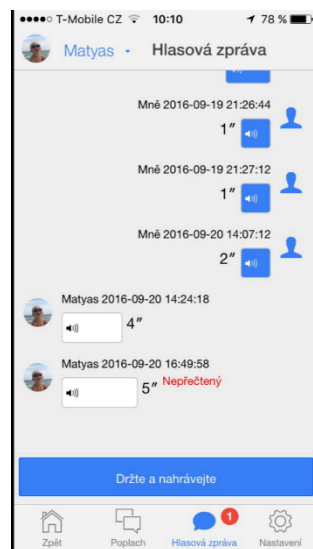 T-Mobile CZ 10:10 78 %
Matyas Hlasová zpráva
Mně 2016-09-19 21:26:44
1"
Mně 2016-09-19 21:27:12
1"
Mně 2016-09-20 14:07:12
2"
Matyas 2016-09-20 14:24:18
4"
Matyas 2016-09-20 16:49:58
5" Nepřečtený
Držte a nahrávejte
1
Zpět Poplach Hlasová zpráva Nastavení